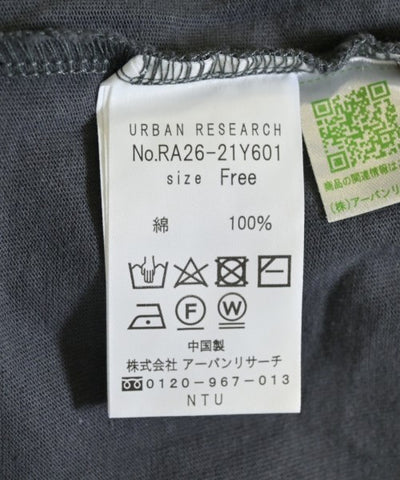 URBAN RESEARCH
No.RA26-21Y601
size Free
綿 100%
F W
中国製
株式会社 アーバンリサーチ
0120-967-013
NTU
商品の関連情報は
(株)アーバンリ